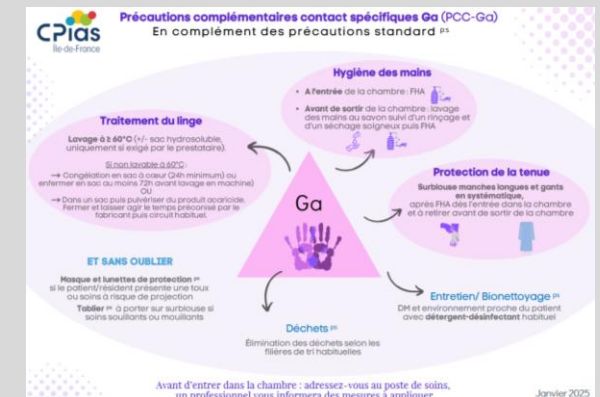 Précautions complémentaires contact spécifiques Ga (PCC-Ga)
En complément des précautions standard PS
CPias
Île-de-France
Hygiène des mains
• A l'entrée de la chambre : FHA
• Avant de sortir de la chambre : lavage
des mains au savon suivi d'un rinçage et
d'un séchage soigneux puis FHA
Traitement du linge
Lavage à ≥ 60°C (+/- sac hydrosoluble,
uniquement si exigé par le prestataire).
Si non lavable à 60°C :
→ Congélation en sac à cœur (24h minimum) ou
enfermer en sac au moins 72h avant lavage en machine)
OU
→ Dans un sac puis pulvériser du produit acaricide.
Fermer et laisser agir le temps préconisé par le
fabricant puis circuit habituel.
Protection de la tenue
Surblouse manches longues et gants
en systématique,
après FHA dès l'entrée dans la chambre
et à retirer avant de sortir de la chambre
Ga
ET SANS OUBLIER
Masque et lunettes de protection PS
si le patient/résident présente une toux
ou soins à risque de projection
Tablier PS à porter sur surblouse si
soins souillants ou mouillants
Entretien/ Bionettoyage PS
DM et environnement proche du patient
avec détergent-désinfectant habituel
Déchets PS
Élimination des déchets selon les
filières de tri habituelles
Avant d'entrer dans la chambre : adressez-vous au poste de soins,
un professionnel vous informera des mesures à appliquer
Janvier 2025